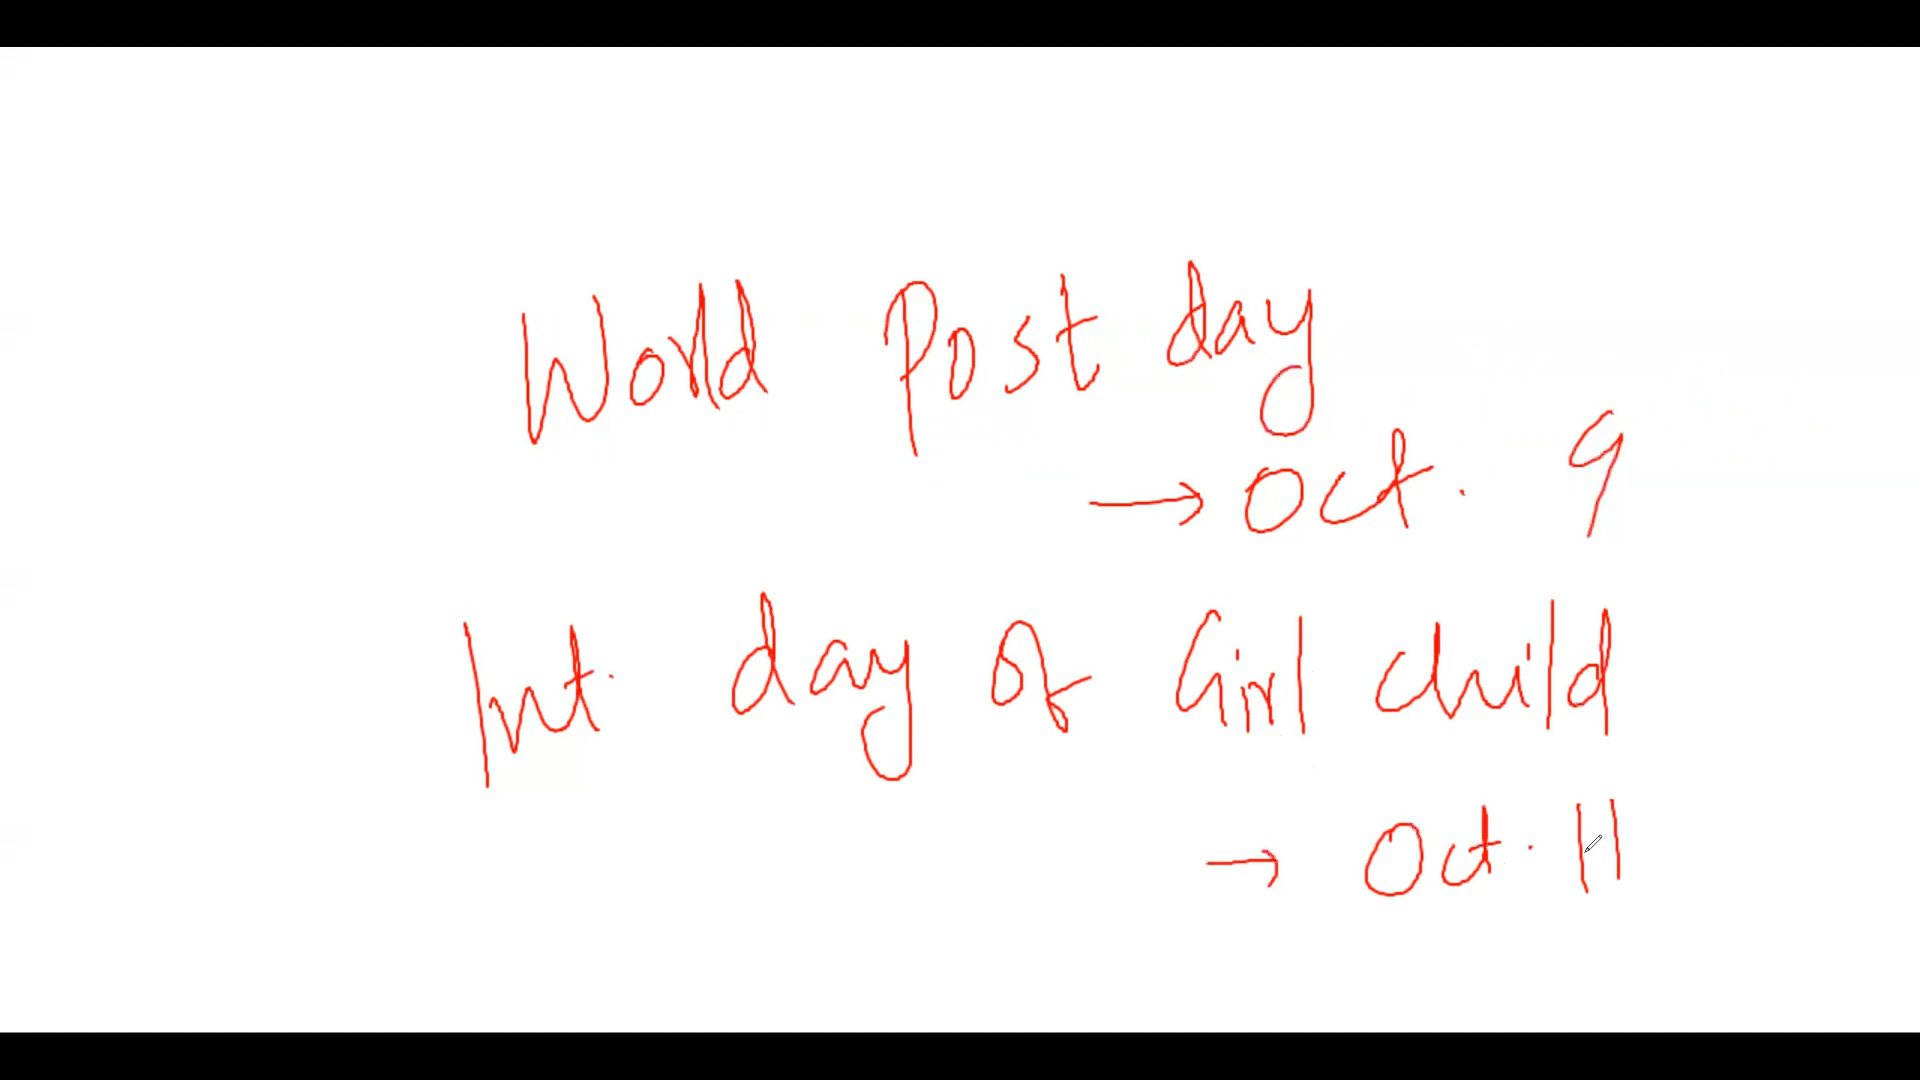 World Post day
→ Oct. 9
Int. day of Girl child
→ Oct. 11